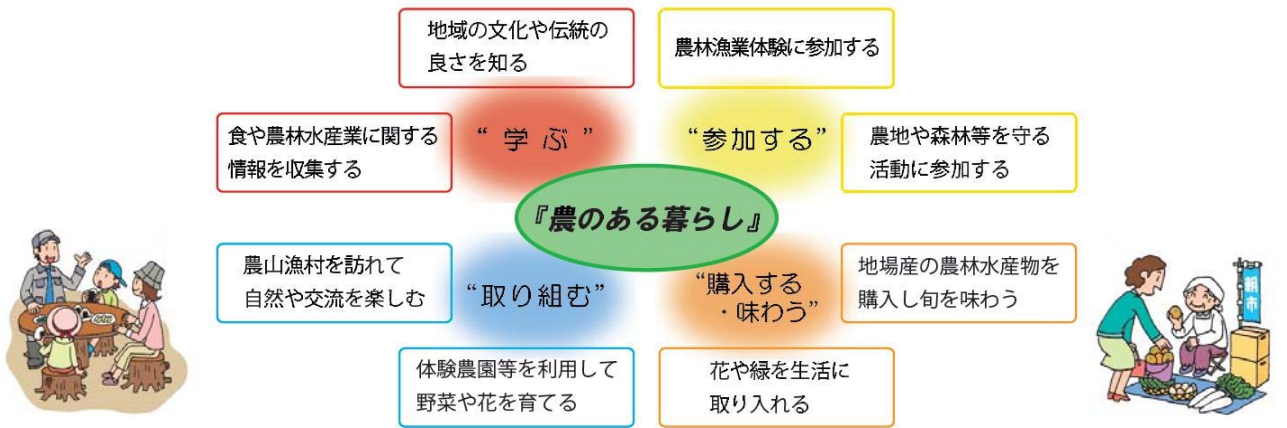 地域の文化や伝統の
良さを知る
農林漁業体験に参加する
食や農林水産業に関する
情報を収集する
“学ぶ”
“参加する”
農地や森林等を守る
活動に参加する
『農のある暮らし』
農山漁村を訪れて
自然や交流を楽しむ
“取り組む”
“購入する
・味わう”
地場産の農林水産物を
購入し旬を味わう
朝市
体験農園等を利用して
野菜や花を育てる
花や緑を生活に
取り入れる